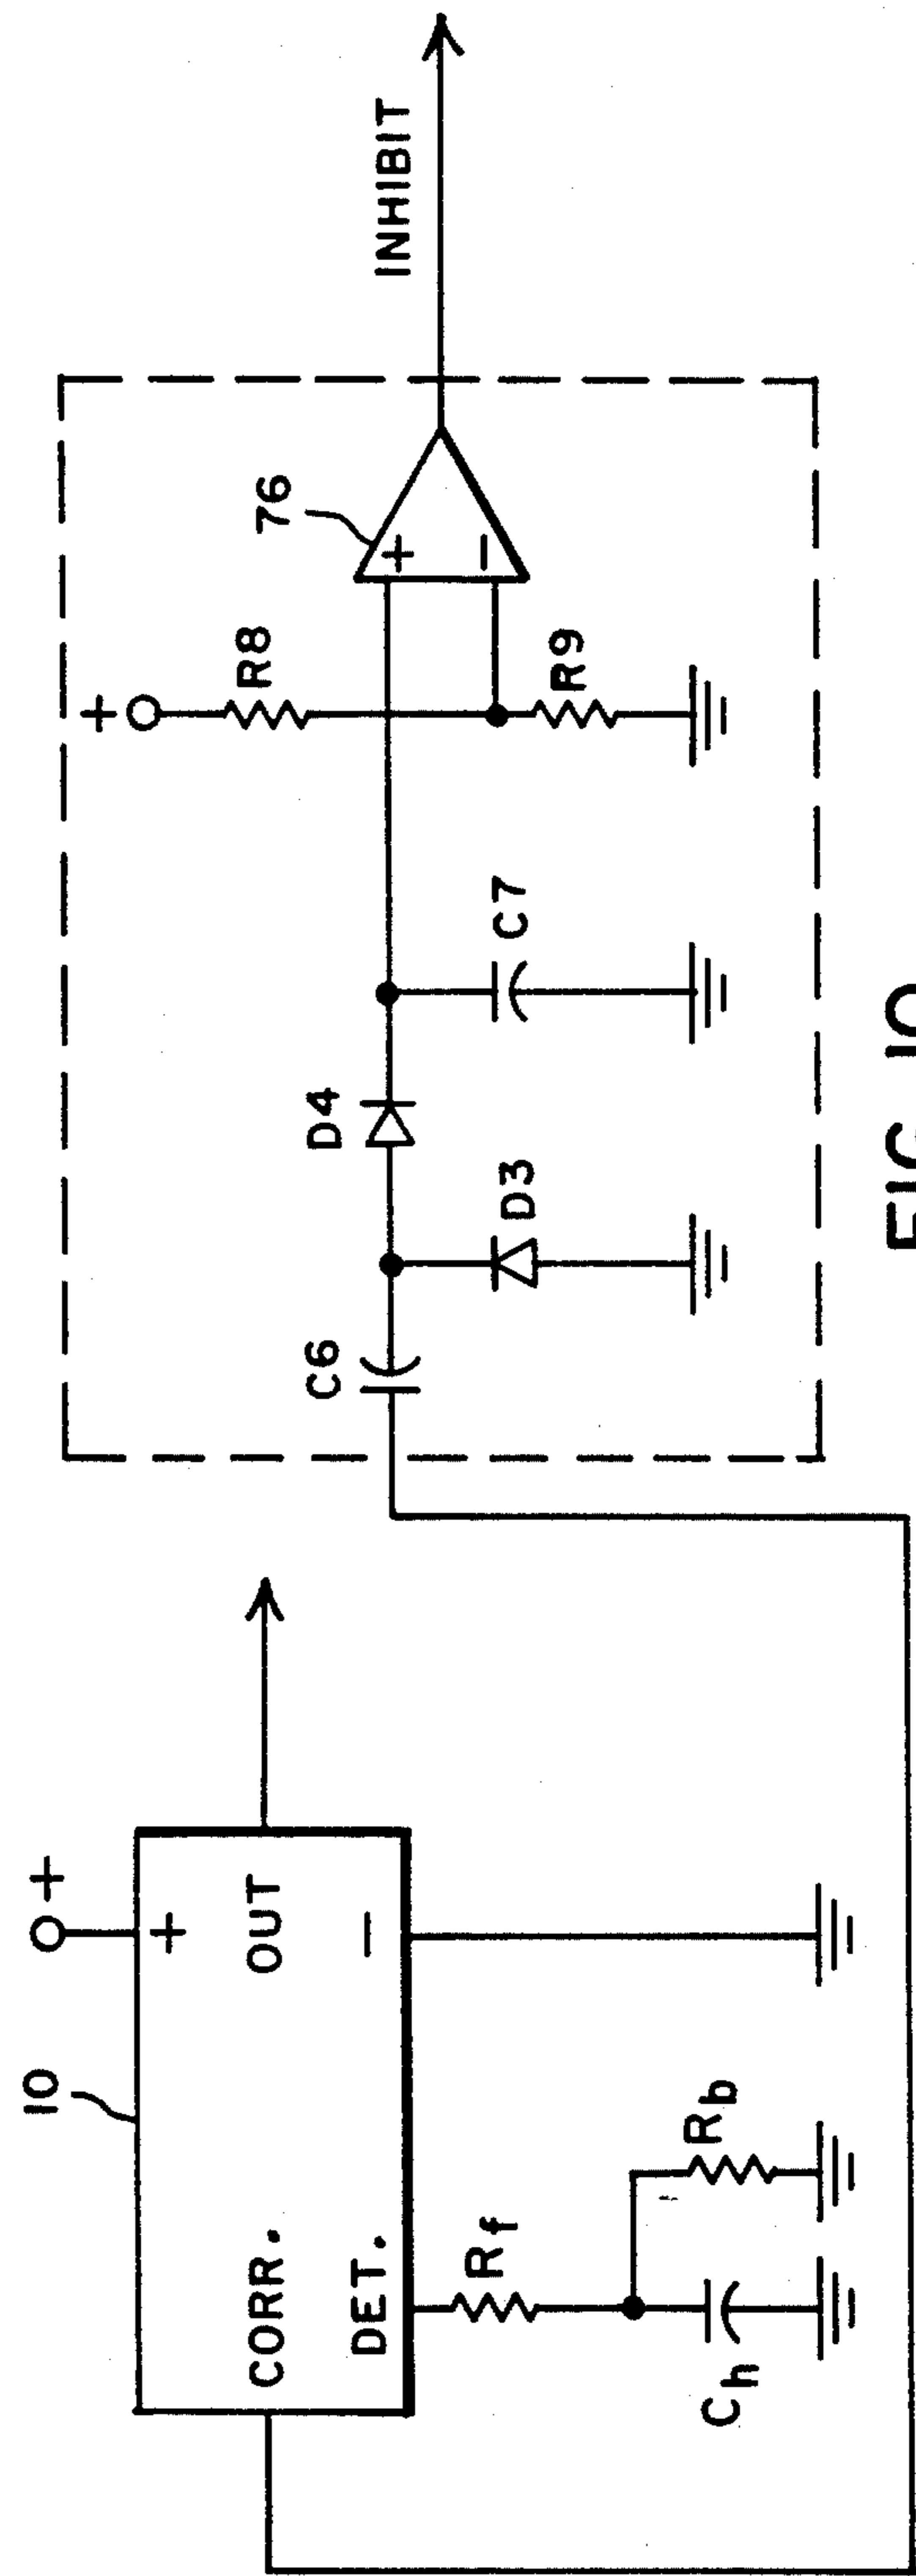 10
+
+
CORR.
OUT
DET.
−
Rf
Rb
Ch
C6
D4
D3
C7
+
R8
R9
76
+
−
INHIBIT